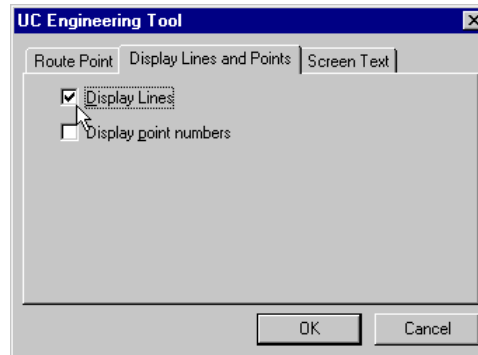 UC Engineering Tool
Route Point
Display Lines and Points
Screen Text
Display Lines
Display point numbers
OK
Cancel